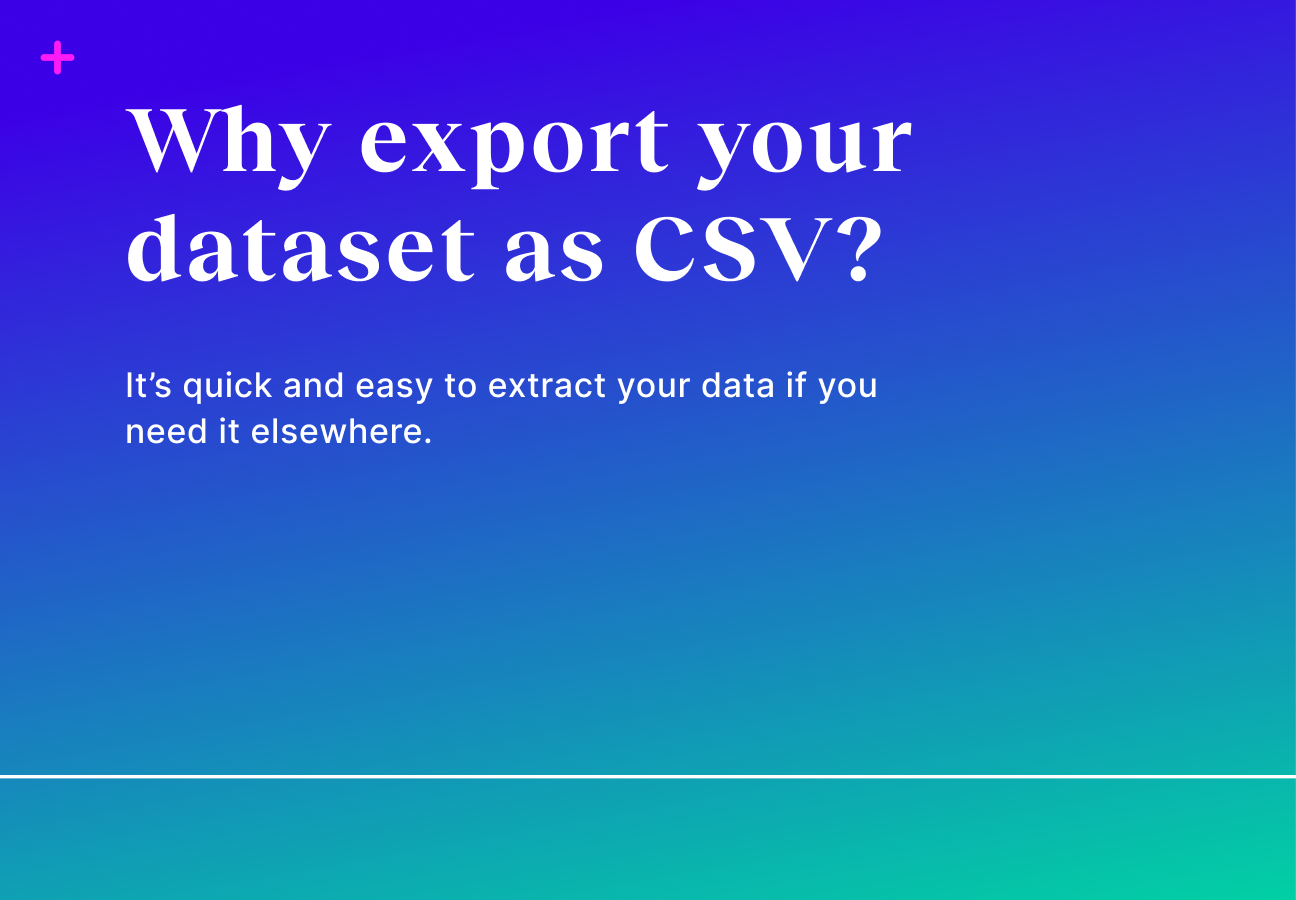 Why export your
dataset as CSV?
It’s quick and easy to extract your data if you
need it elsewhere.